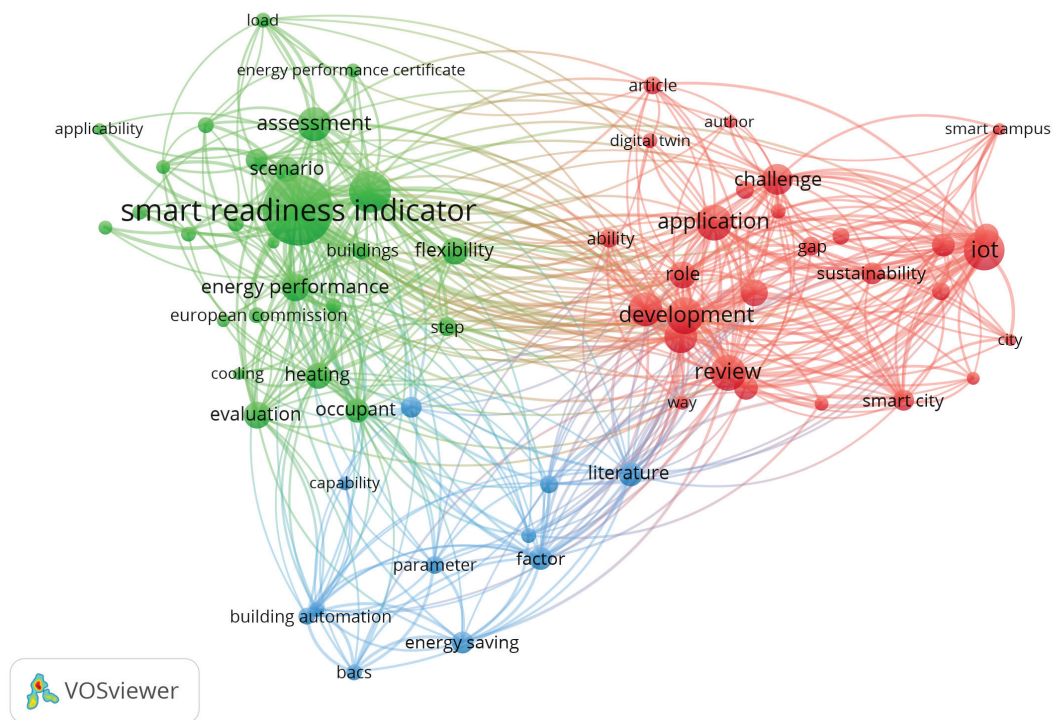 load
energy performance certificate
article
assessment
author
applicability
smart campus
digital twin
scenario
challenge
smart readiness indicator
application
ability
gap
iot
buildings
flexibility
role
sustainability
energy performance
european commission
development
step
city
cooling
heating
review
evaluation
occupant
way
smart city
literature
capability
factor
parameter
building automation
energy saving
bacs
VOSviewer